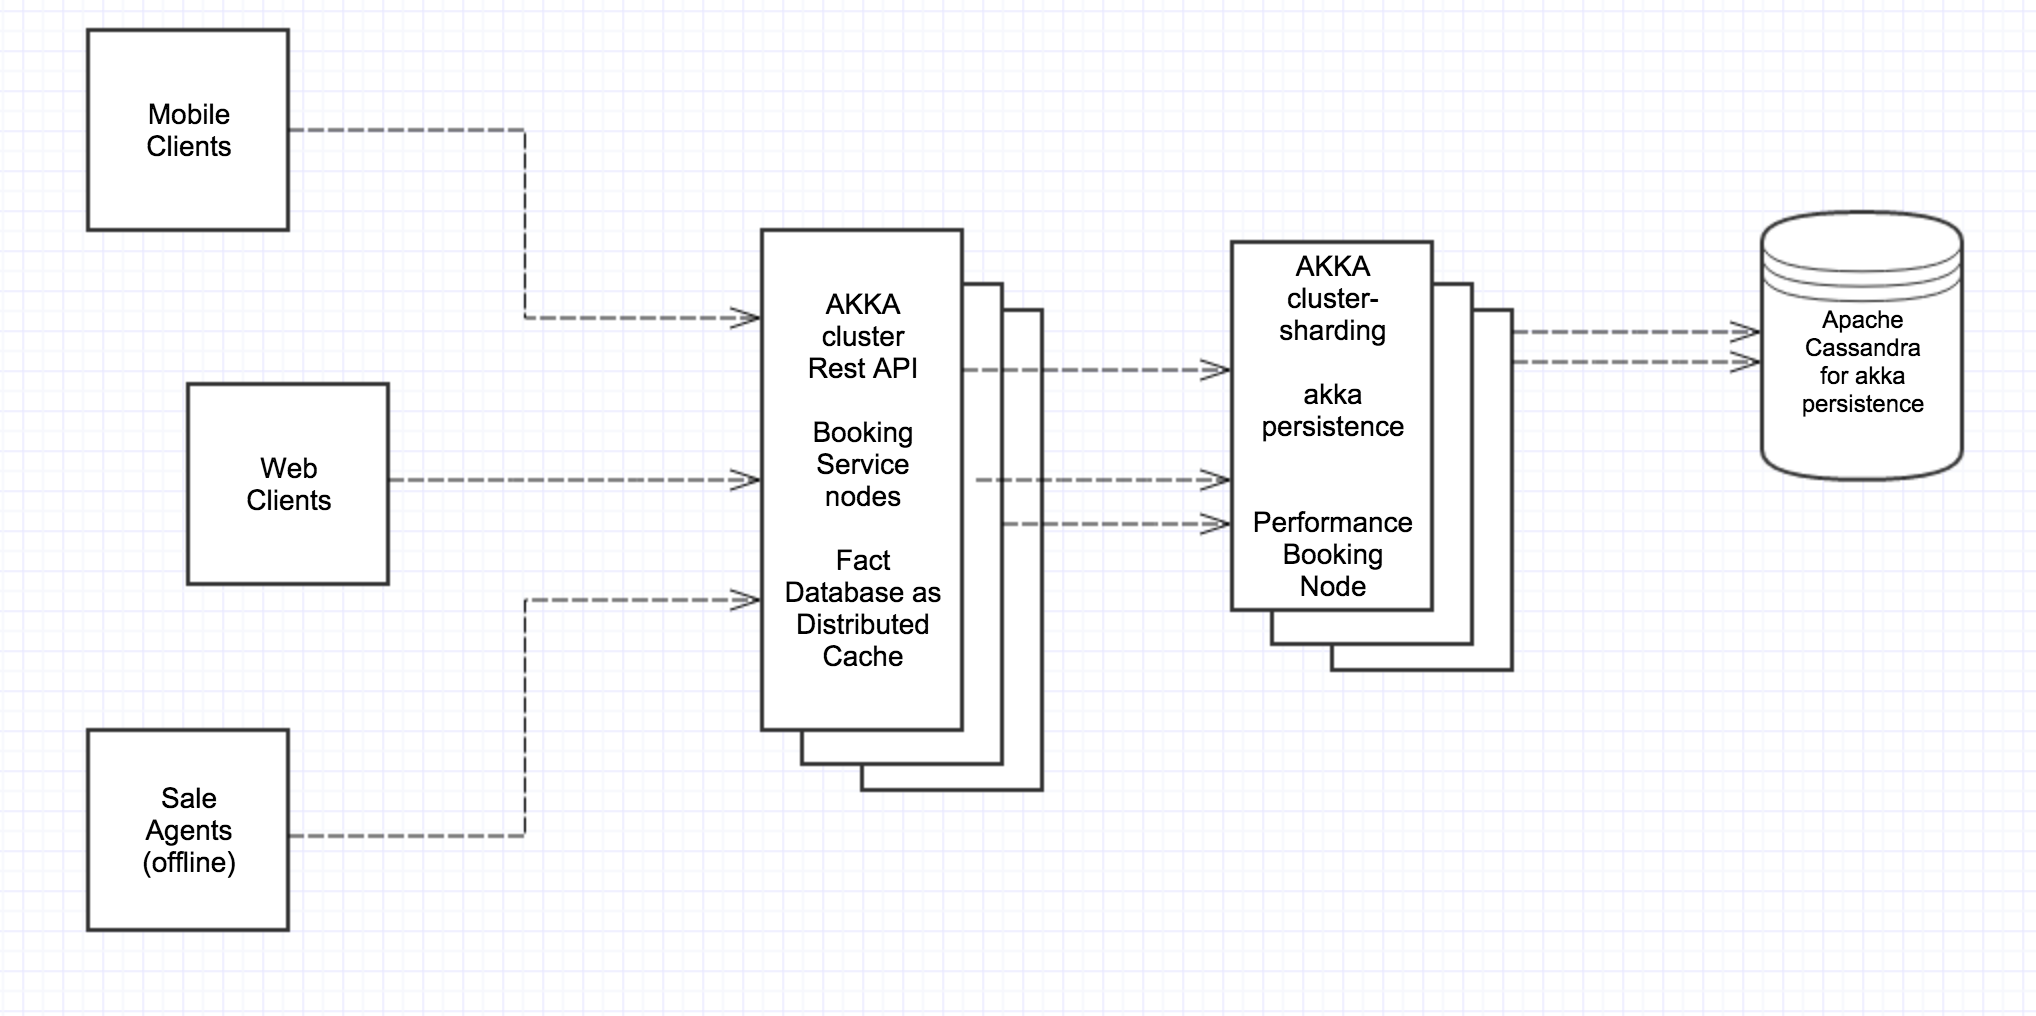 Mobile
Clients
Web
Clients
Sale
Agents
(offline)
AKKA
cluster
Rest API
Booking
Service
nodes
Fact
Database as
Distributed
Cache
AKKA
cluster-
sharding
akka
persistence
Performance
Booking
Node
Apache
Cassandra
for akka
persistence